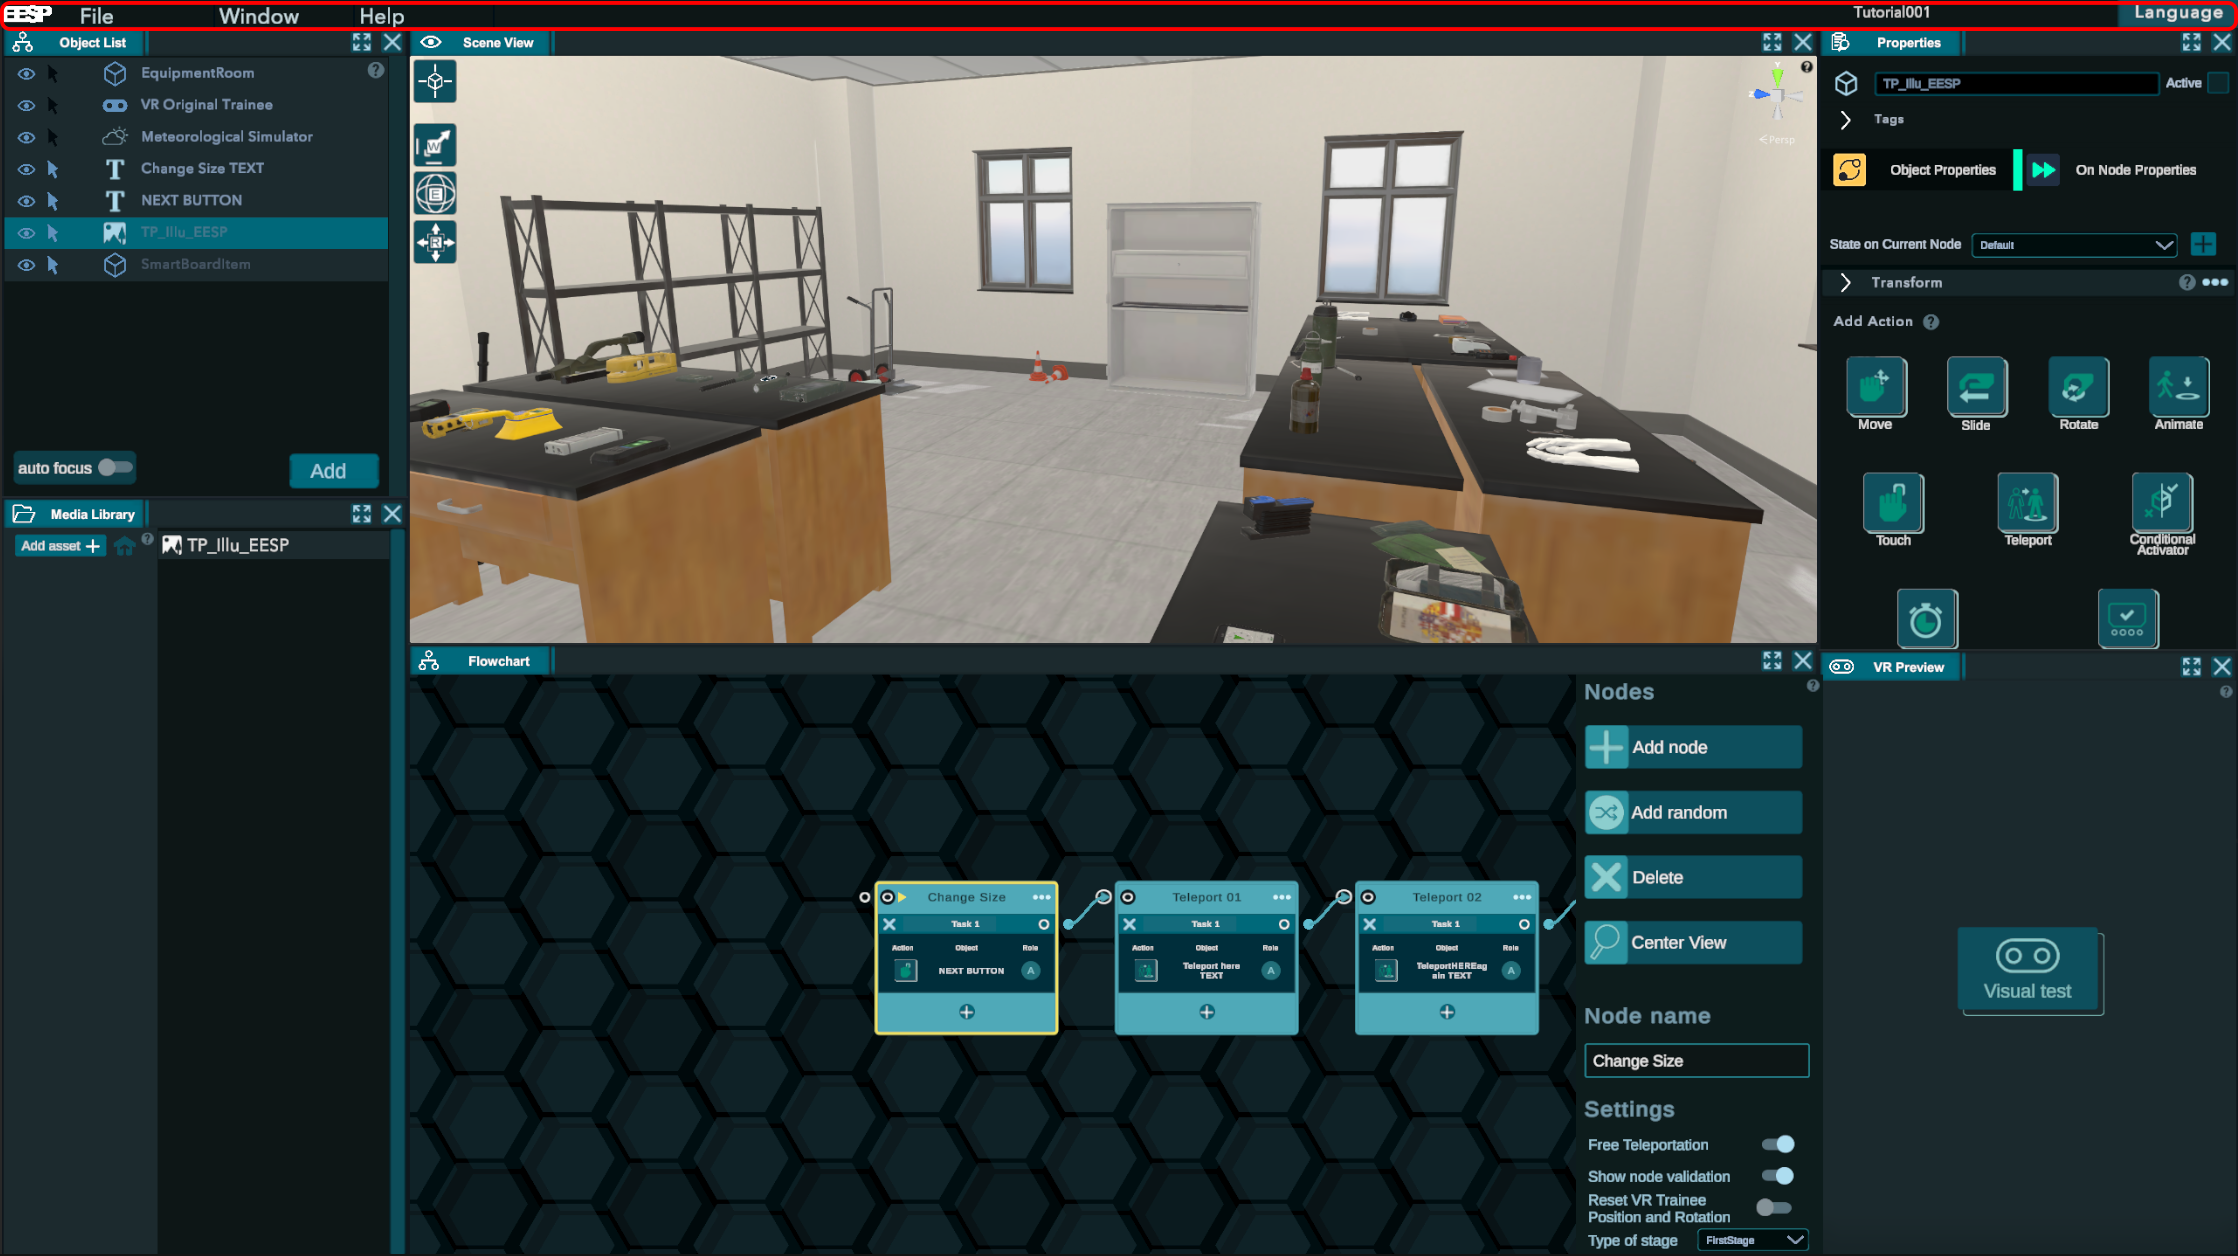 EESP File Window Help Tutorial001 Language
Object List
EquipmentRoom
VR Original Trainee
Meteorological Simulator
Change Size TEXT
NEXT BUTTON
TP_Illu_EESP
SmartBoardItem
auto focus
Add
Media Library
Add asset
TP_Illu_EESP
Scene View
W
E
R
Persp
Flowchart
Change Size
Task 1
Action Object Role
NEXT BUTTON A
Teleport 01
Task 1
Action Object Role
Teleport here
TEXT
A
Teleport 02
Task 1
Action Object Role
TeleportHEREag
ain TEXT
A
Nodes
Add node
Add random
Delete
Center View
Node name
Change Size
Settings
Free Teleportation
Show node validation
Reset VR Trainee
Position and Rotation
Type of stage FirstStage
Properties
TP_Illu_EESP Active
Tags
Object Properties On Node Properties
State on Current Node Default
Transform
Add Action
Move Slide Rotate Animate
Touch Teleport Conditional
Activator
VR Preview
Visual test